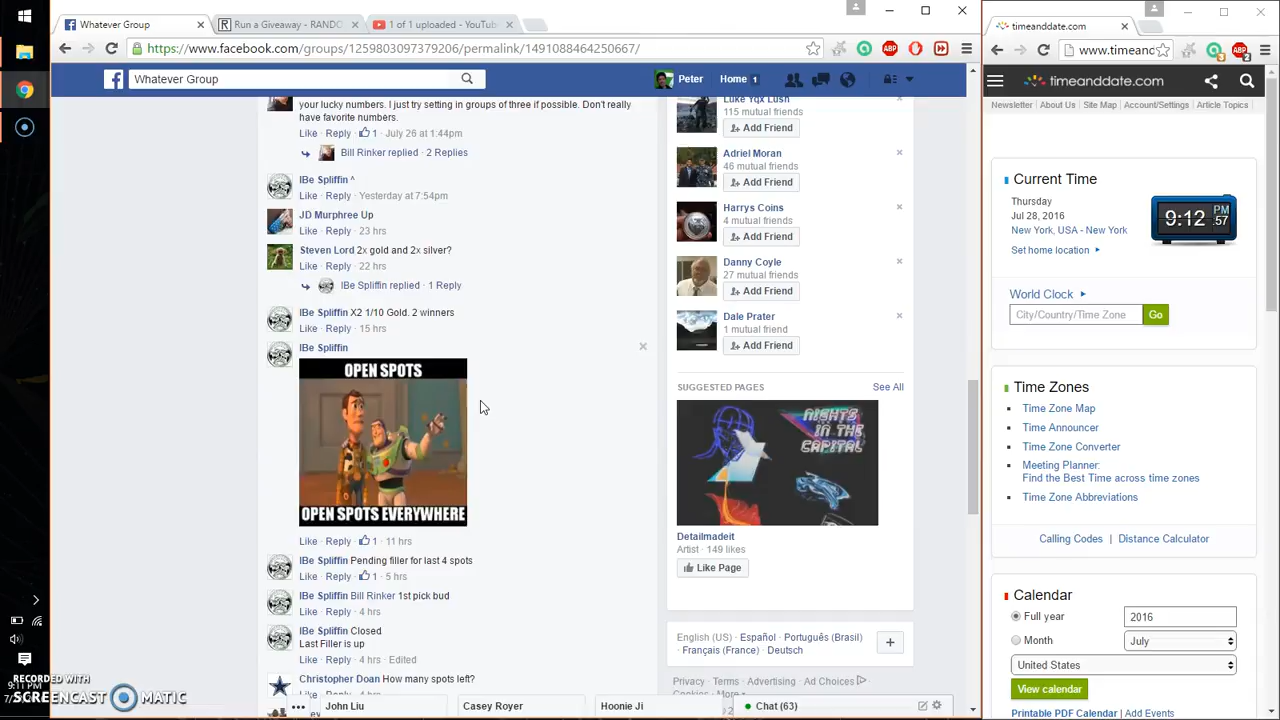 Whatever Group
Run a Giveaway - RANDO
1 of 1 uploaded - YouTub
timeanddate.com
https://www.facebook.com/groups/1259803097379206/permalink/1491088464250667/
www.timeand
Whatever Group
Peter
Home 1
timeanddate.com
Newsletter
About Us
Site Map
Account/Settings
Article Topics
your lucky numbers. I just try setting in groups of three if possible. Don't really
have favorite numbers.
Like · Reply · 1 · July 26 at 1:44pm
Bill Rinker replied · 2 Replies
IBe Spliffin ^
Like · Reply · Yesterday at 7:54pm
JD Murphree Up
Like · Reply · 23 hrs
Steven Lord 2x gold and 2x silver?
Like · Reply · 22 hrs
IBe Spliffin replied · 1 Reply
IBe Spliffin X2 1/10 Gold. 2 winners
Like · Reply · 15 hrs
IBe Spliffin
OPEN SPOTS
OPEN SPOTS EVERYWHERE
Like · Reply · 1 · 11 hrs
IBe Spliffin Pending filler for last 4 spots
Like · Reply · 1 · 5 hrs
IBe Spliffin Bill Rinker 1st pick bud
Like · Reply · 4 hrs
IBe Spliffin Closed
Last Filler is up
Like · Reply · 4 hrs · Edited
Christopher Doan How many spots left?
Luke Yqx Lush
115 mutual friends
Add Friend
Adriel Moran
46 mutual friends
Add Friend
Harrys Coins
4 mutual friends
Add Friend
Danny Coyle
27 mutual friends
Add Friend
Dale Prater
1 mutual friend
Add Friend
SUGGESTED PAGES
See All
NIGHTS
IN THE
CAPITAL
Detailmadeit
Artist · 149 likes
Like Page
English (US) · Español · Português (Brasil) ·
Français (France) · Deutsch
Privacy · Terms · Advertising · Ad Choices
John Liu
Casey Royer
Hoonie Ji
Chat (63)
Current Time
Thursday
Jul 28, 2016
New York, USA - New York
Set home location
9:12 PM 57
World Clock
City/Country/Time Zone
Go
Time Zones
Time Zone Map
Time Announcer
Time Zone Converter
Meeting Planner:
Find the Best Time across time zones
Time Zone Abbreviations
Calling Codes | Distance Calculator
Calendar
Full year
2016
Month
July
United States
View calendar
Printable PDF Calendar | Add Events
9:11 PM
RECORDED WITH
SCREENCAST MATIC